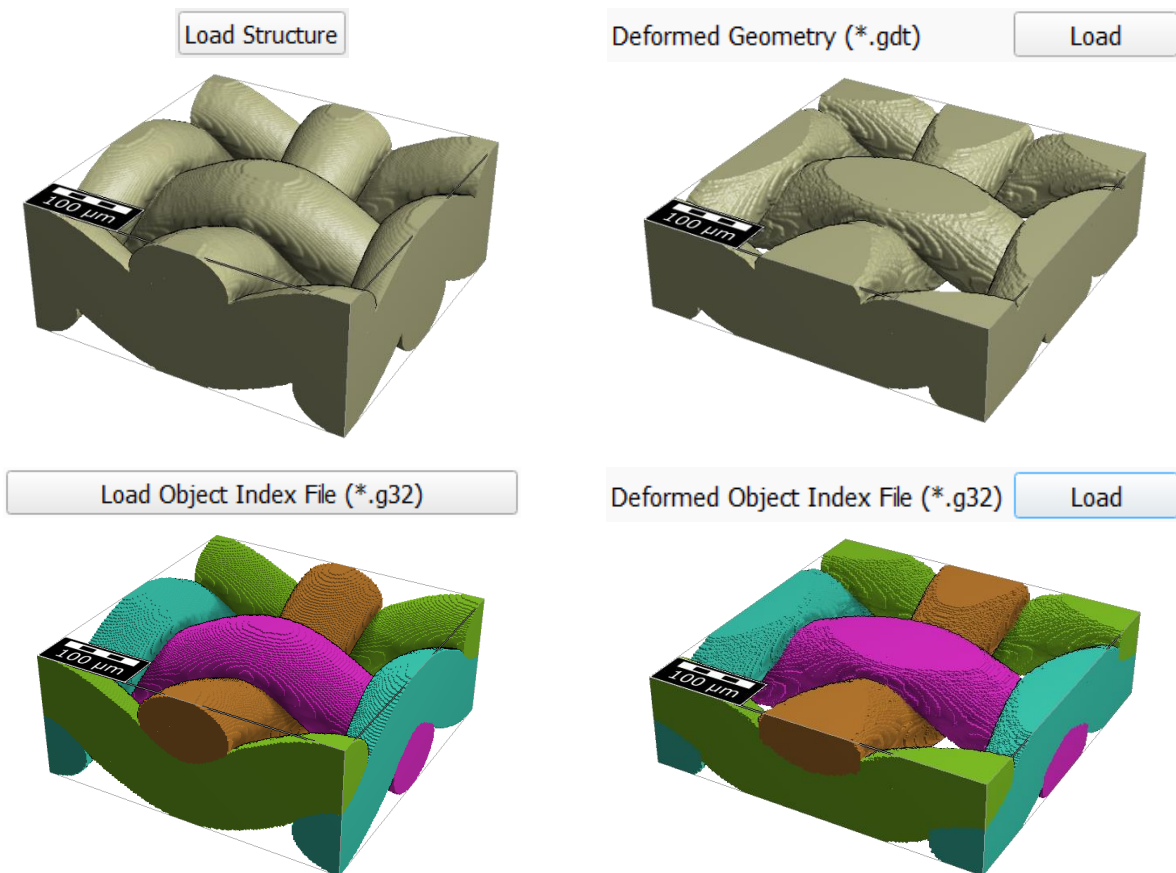 Load Structure
Deformed Geometry (*.gdt) Load
100 µm
100 µm
Load Object Index File (*.g32)
Deformed Object Index File (*.g32) Load
100 µm
100 µm